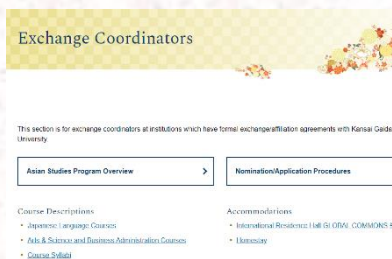 Exchange Coordinators
This section is for exchange coordinators at institutions which have formal exchange/affiliation agreements with Kansai Gaidai
University.
Asian Studies Program Overview
Nomination/Application Procedures
Course Descriptions
Accommodations
• Japanese Language Courses
• International Residence Hall GLOBAL COMMONS
• Arts & Science and Business Administration Courses
• Homestay
• Course Syllabi